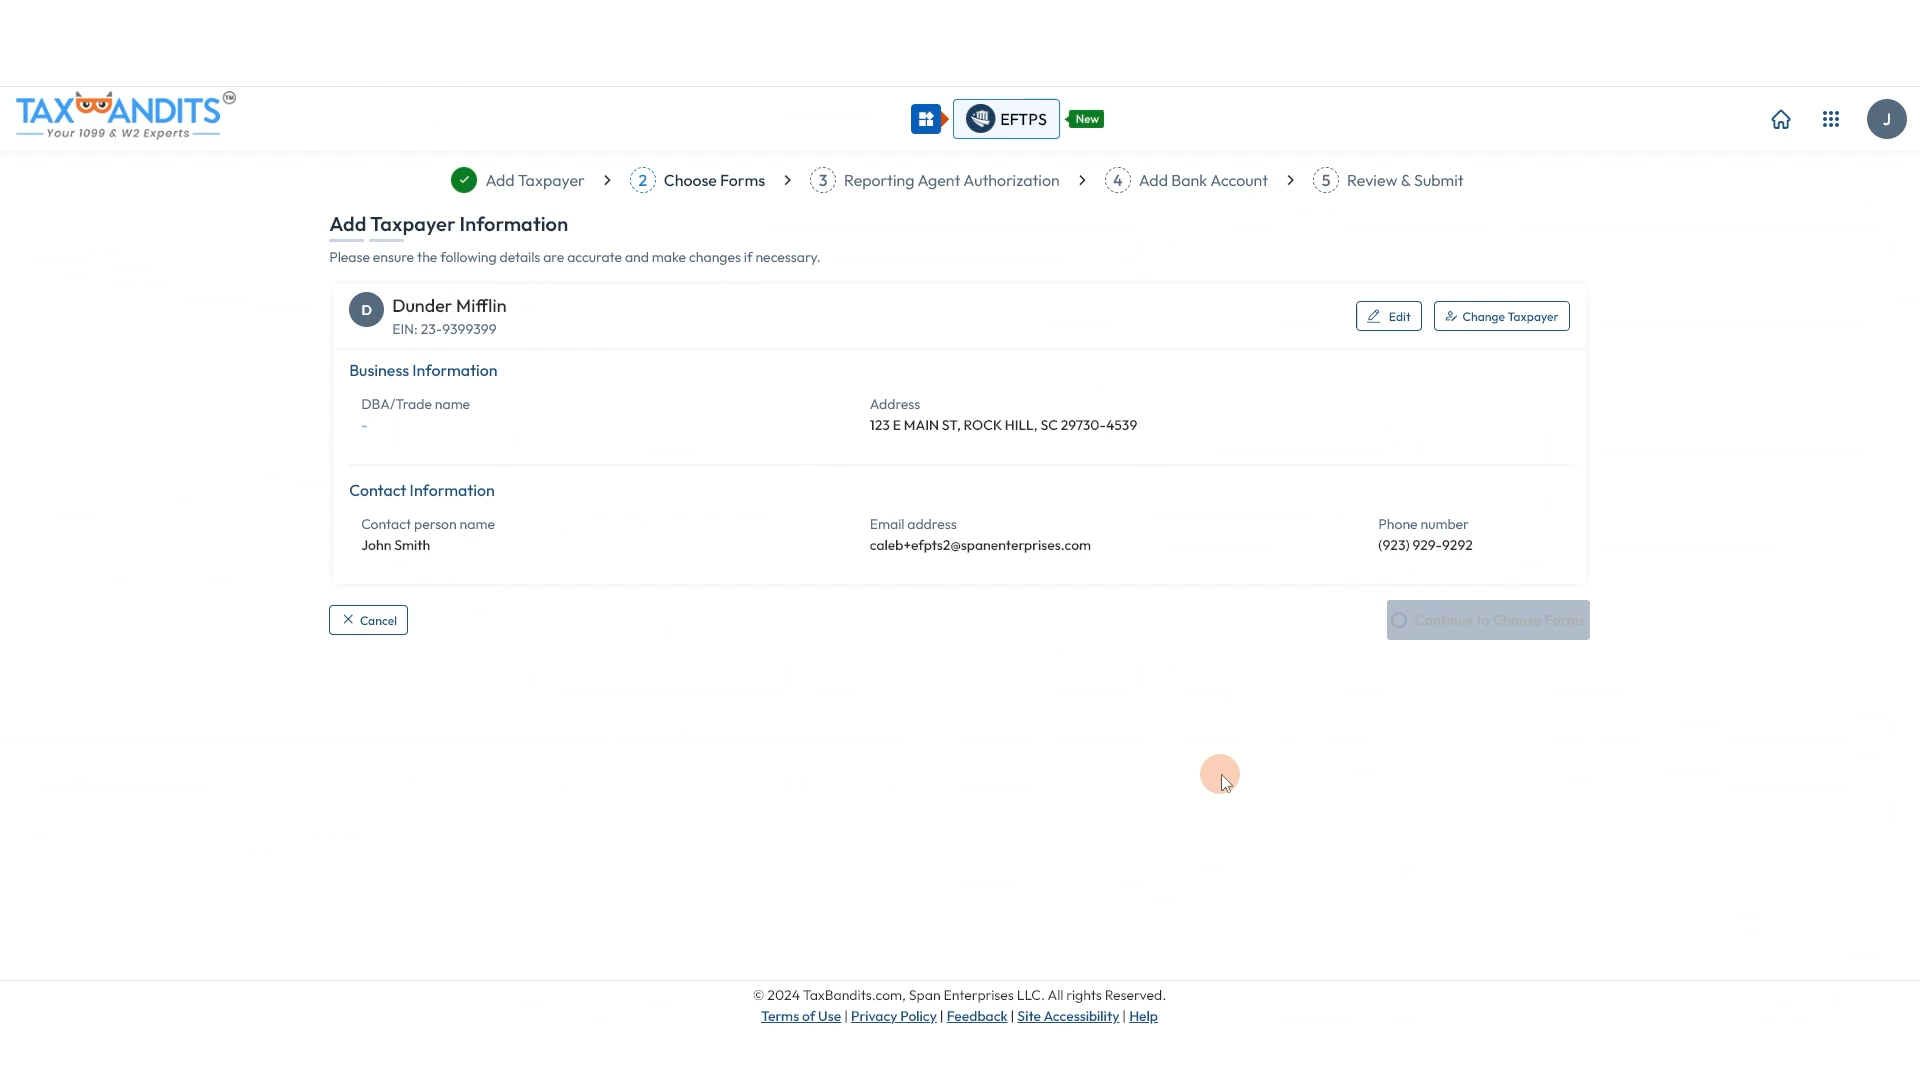 TAXBANDITS TM
Your 1099 & W2 Experts
EFTPS New
J
Add Taxpayer > 2 Choose Forms > 3 Reporting Agent Authorization > 4 Add Bank Account > 5 Review & Submit
Add Taxpayer Information
Please ensure the following details are accurate and make changes if necessary.
D
Dunder Mifflin
EIN: 23-9399399
Edit
Change Taxpayer
Business Information
DBA/Trade name
-
Address
123 E MAIN ST, ROCK HILL, SC 29730-4539
Contact Information
Contact person name
John Smith
Email address
caleb+efpts2@spanenterprises.com
Phone number
(923) 929-9292
Cancel
Continue to Choose Forms
© 2024 TaxBandits.com, Span Enterprises LLC. All rights Reserved.
Terms of Use | Privacy Policy | Feedback | Site Accessibility | Help